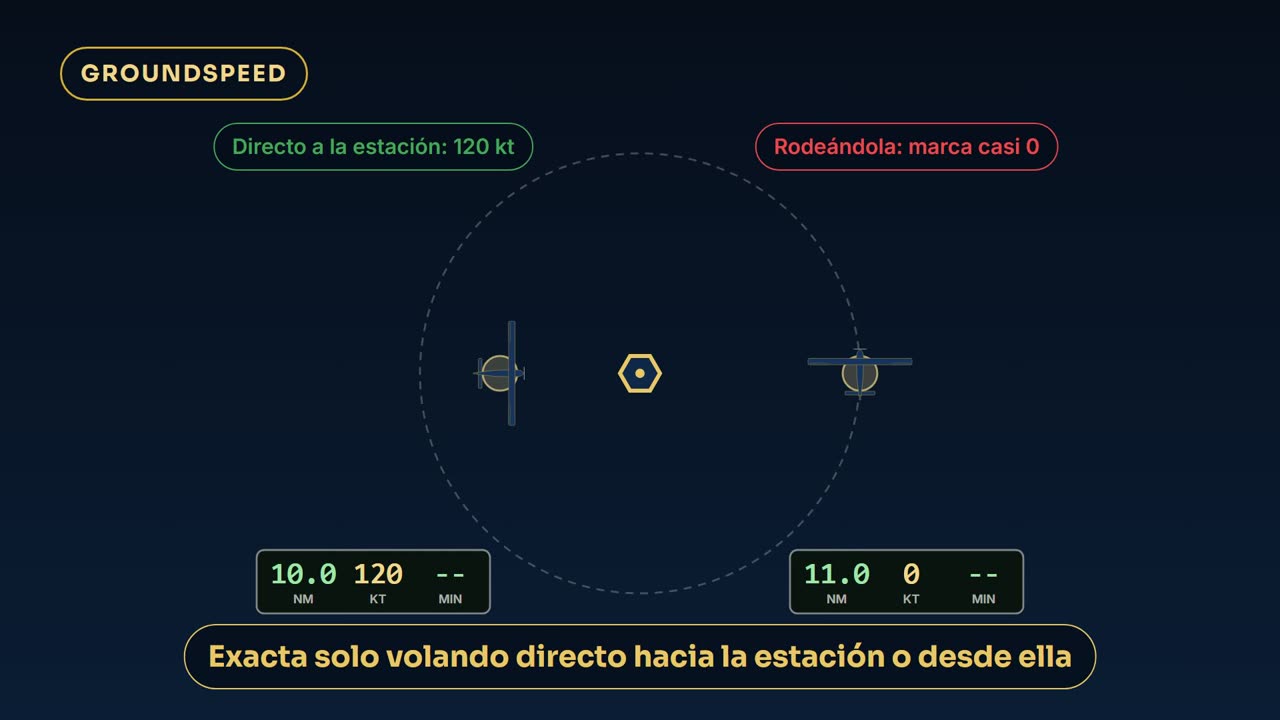 GROUNDSPEED
Directo a la estación: 120 kt
Rodeándola: marca casi 0
10.0 120 --
NM KT MIN
11.0 0 --
NM KT MIN
Exacta solo volando directo hacia la estación o desde ella